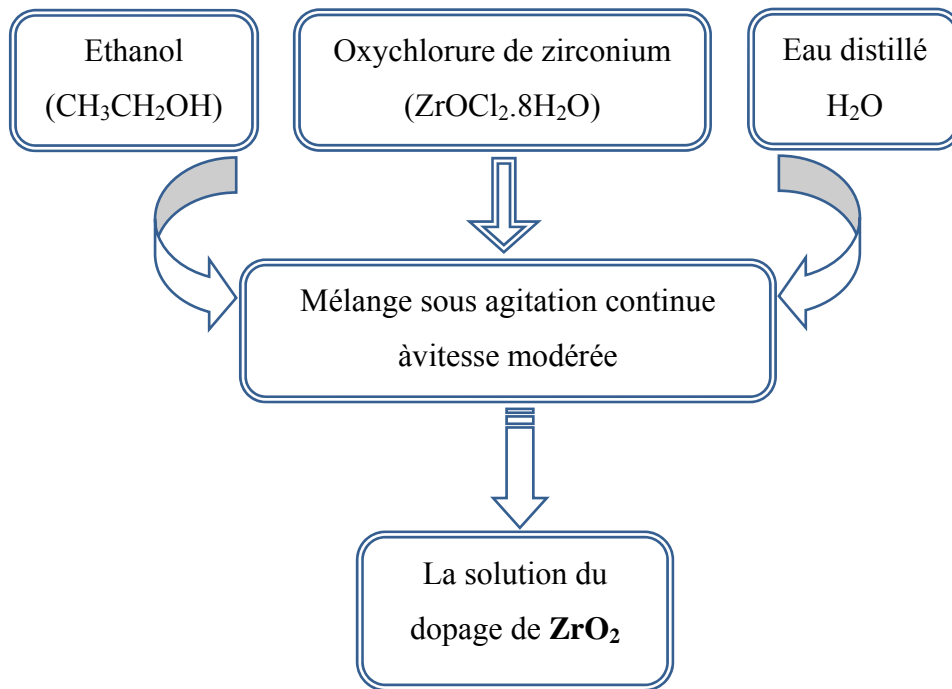 Ethanol
(CH₃CH₂OH)
Oxychlorure de zirconium
(ZrOCl₂.8H₂O)
Eau distillé
H₂O
Mélange sous agitation continue
àvitesse modérée
La solution du
dopage de ZrO₂